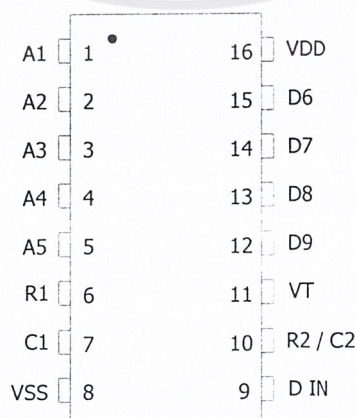 A1 1 16 VDD
A2 2 15 D6
A3 3 14 D7
A4 4 13 D8
A5 5 12 D9
R1 6 11 VT
C1 7 10 R2 / C2
VSS 8 9 D IN